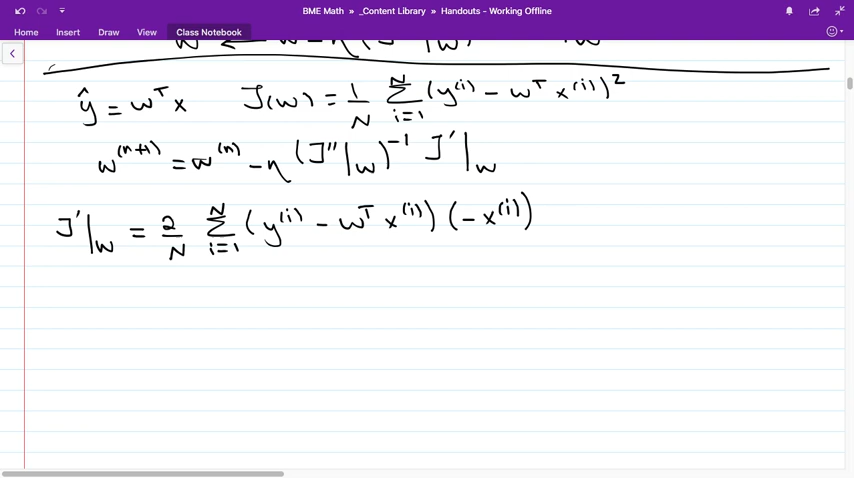 BME Math » _Content Library » Handouts - Working Offline
Home Insert Draw View Class Notebook
ŷ = wᵀx J(w) = 1/N Σ_{i=1}^{N} (y⁽ⁱ⁾ - wᵀx⁽ⁱ⁾)²
w⁽ⁿ⁺¹⁾ = w⁽ⁿ⁾ - η (J''|_w)⁻¹ J'|_w
J'|_w = 2/N Σ_{i=1}^{N} (y⁽ⁱ⁾ - wᵀx⁽ⁱ⁾) (-x⁽ⁱ⁾)